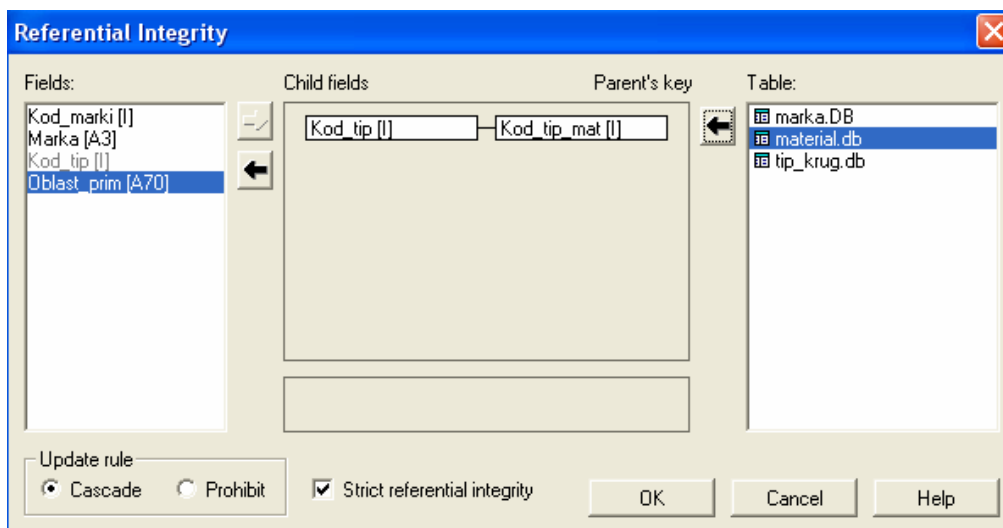 Referential Integrity
Fields:
Child fields
Parent's key
Table:
Kod_marki [I]
Marka [A3]
Kod_tip [I]
Oblast_prim [A70]
Kod_tip [I]
Kod_tip_mat [I]
marka.DB
material.db
tip_krug.db
Update rule
Cascade
Prohibit
Strict referential integrity
OK
Cancel
Help